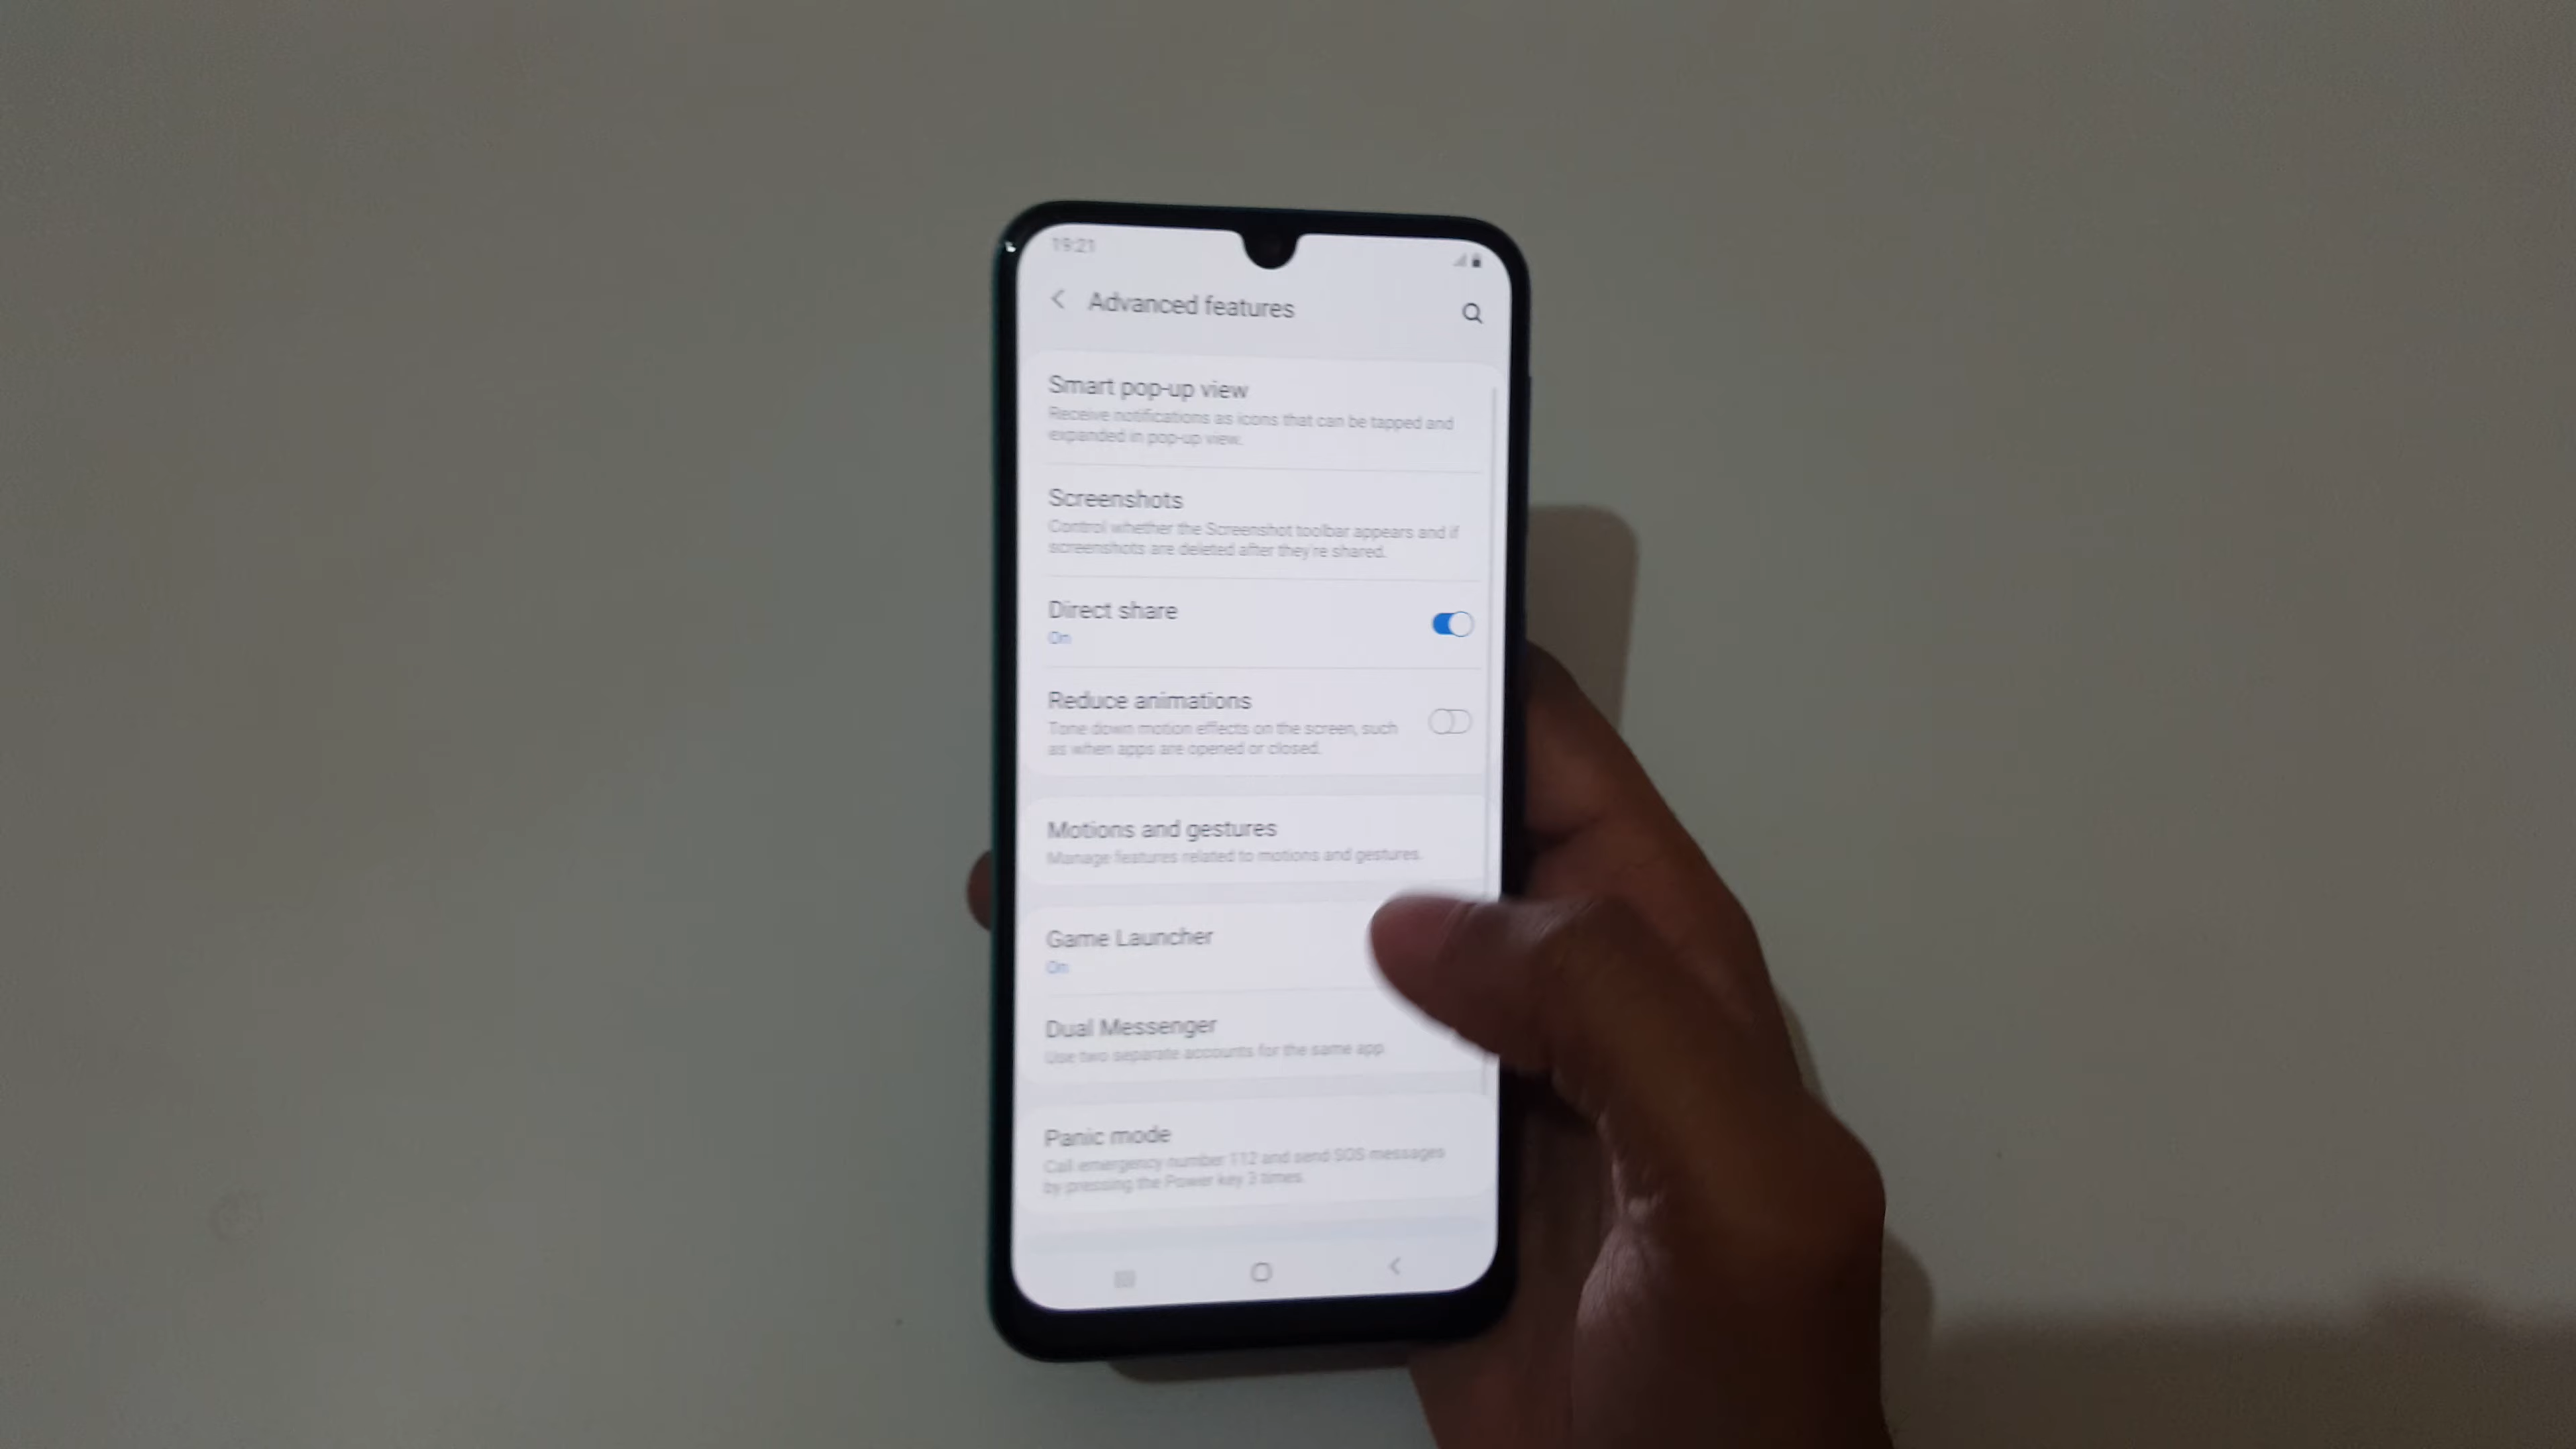 19:21
Advanced features
Smart pop-up view
Receive notifications as icons that can be tapped and
expanded in pop-up view.
Screenshots
Control whether the Screenshot toolbar appears and if
screenshots are deleted after they're shared.
Direct share
On
Reduce animations
Tone down motion effects on the screen, such
as when apps are opened or closed.
Motions and gestures
Manage features related to motions and gestures.
Game Launcher
On
Dual Messenger
Use two separate accounts for the same app.
Panic mode
Call emergency number 112 and send SOS messages
by pressing the Power key 3 times.